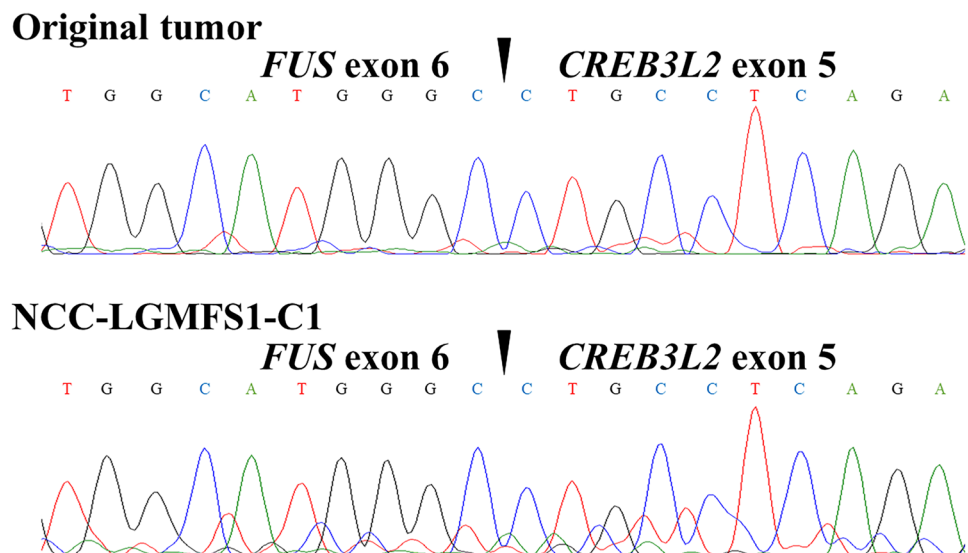 Original tumor
FUS exon 6 CREB3L2 exon 5
T G G C A T G G G C C T G C C T C A G A
NCC-LGMFS1-C1
FUS exon 6 CREB3L2 exon 5
T G G C A T G G G C C T G C C T C A G A